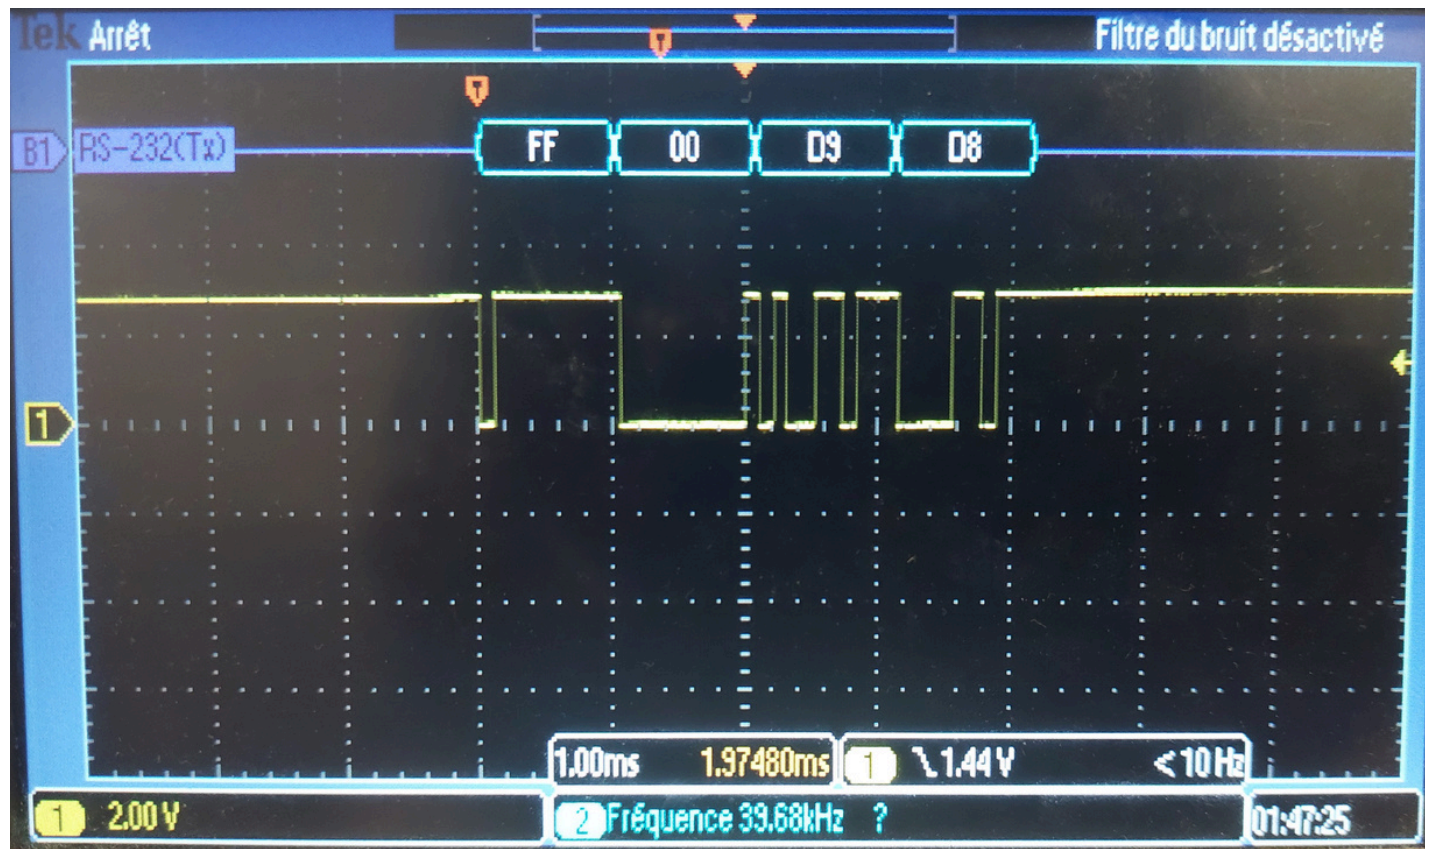 Tek Arrêt
Filtre du bruit désactivé
B1 RS-232(Tx) FF 00 D9 D8
1
1.00ms 1.97480ms 1 1.44 V <10 Hz
1 2.00 V 2 Fréquence 39.68kHz ? 01:47:25